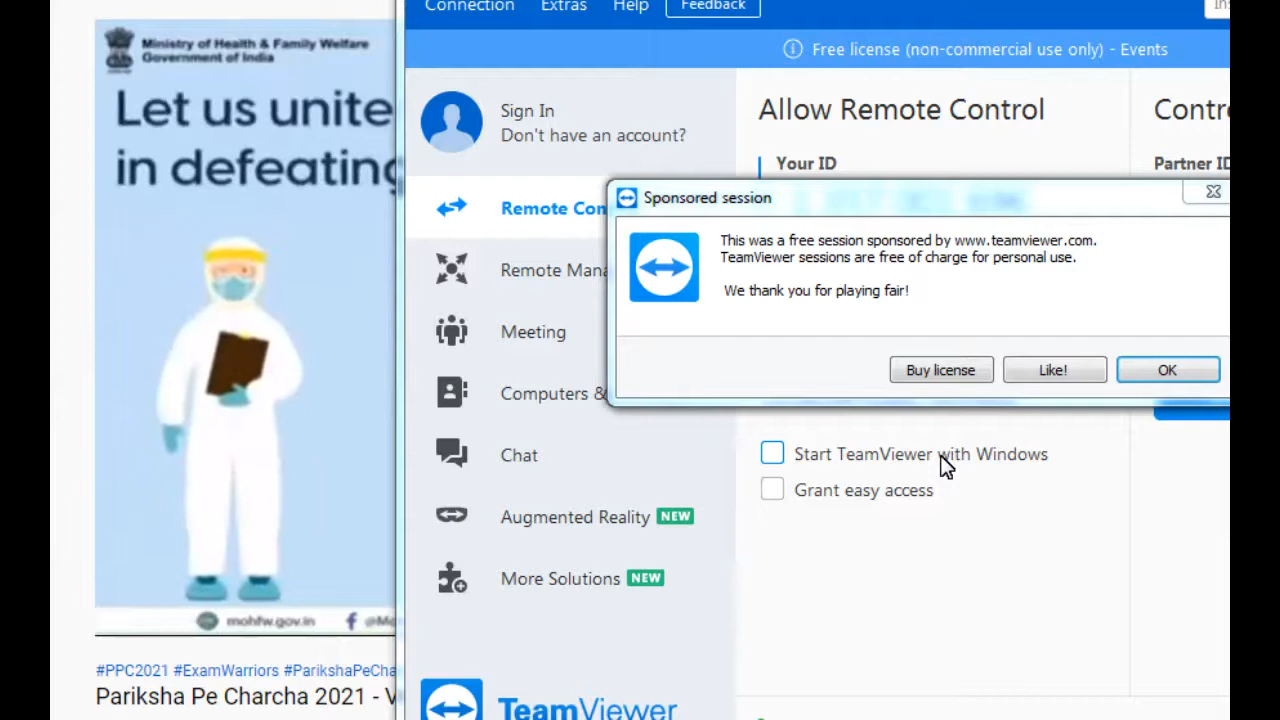 Ministry of Health & Family Welfare
Government of India
Let us unite
in defeating
mohfw.gov.in
#PPC2021 #ExamWarriors #ParikshaPeCha
Pariksha Pe Charcha 2021 - V
Connection Extras Help Feedback
Free license (non-commercial use only) - Events
Sign In
Don't have an account?
Remote Con
Remote Mana
Meeting
Computers &
Chat
Augmented Reality NEW
More Solutions NEW
TeamViewer
Allow Remote Control
Your ID
Contro
Partner ID
Sponsored session
This was a free session sponsored by www.teamviewer.com.
TeamViewer sessions are free of charge for personal use.
We thank you for playing fair!
Buy license Like! OK
Start TeamViewer with Windows
Grant easy access